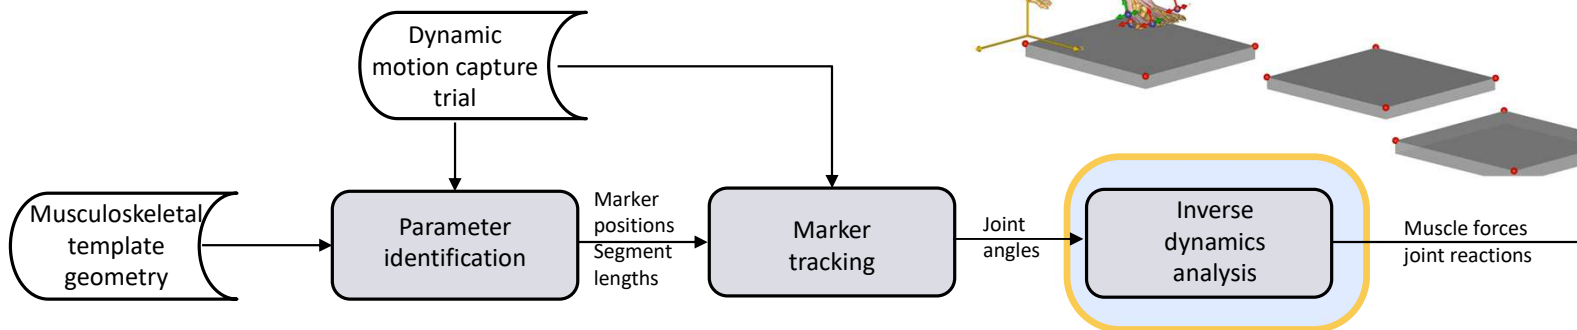 Dynamic
motion capture
trial
Musculoskeletal
template
geometry
Parameter
identification
Marker
positions
Segment
lengths
Marker
tracking
Joint
angles
Inverse
dynamics
analysis
Muscle forces
joint reactions